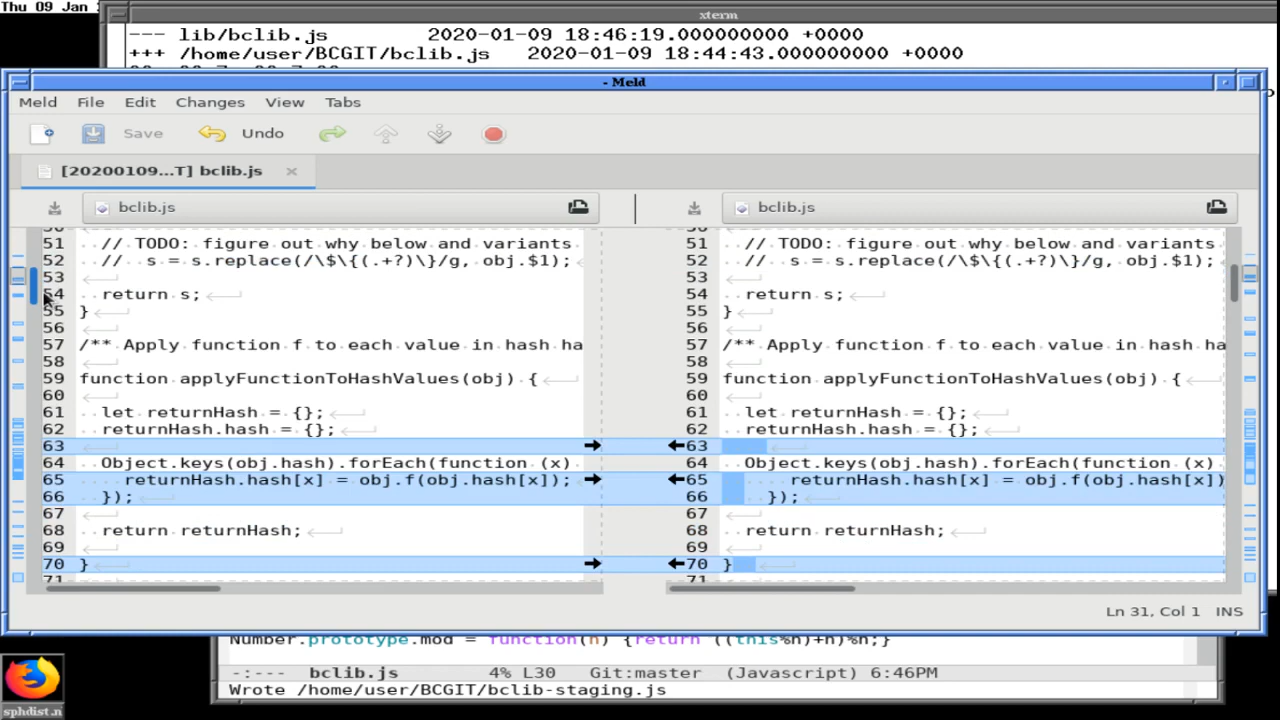 Thu 09 Jan
xterm
--- lib/bclib.js 2020-01-09 18:46:19.000000000 +0000
+++ /home/user/BCGIT/bclib.js 2020-01-09 18:44:43.000000000 +0000
- Meld
Meld File Edit Changes View Tabs
Save Undo
[20200109...T] bclib.js ×
bclib.js bclib.js
51 // TODO: figure out why below and variants
52 // s = s.replace(/\$\{(.+?)\}/g, obj.$1);
53
54 return s;
55 }
56
57 /** Apply function f to each value in hash ha
58
59 function applyFunctionToHashValues(obj) {
60
61 let returnHash = {};
62 returnHash.hash = {};
63
64 Object.keys(obj.hash).forEach(function (x)
65 returnHash.hash[x] = obj.f(obj.hash[x]);
66 });
67
68 return returnHash;
69
70 }
71
51 // TODO: figure out why below and variants
52 // s = s.replace(/\$\{(.+?)\}/g, obj.$1);
53
54 return s;
55 }
56
57 /** Apply function f to each value in hash ha
58
59 function applyFunctionToHashValues(obj) {
60
61 let returnHash = {};
62 returnHash.hash = {};
63
64 Object.keys(obj.hash).forEach(function (x)
65 returnHash.hash[x] = obj.f(obj.hash[x])
66 });
67
68 return returnHash;
69
70 }
71
Ln 31, Col 1 INS
Number.prototype.mod = function(n) {return ((this%n)+n)%n;}
-:--- bclib.js 4% L30 Git:master (Javascript) 6:46PM
Wrote /home/user/BCGIT/bclib-staging.js
sphdist.n